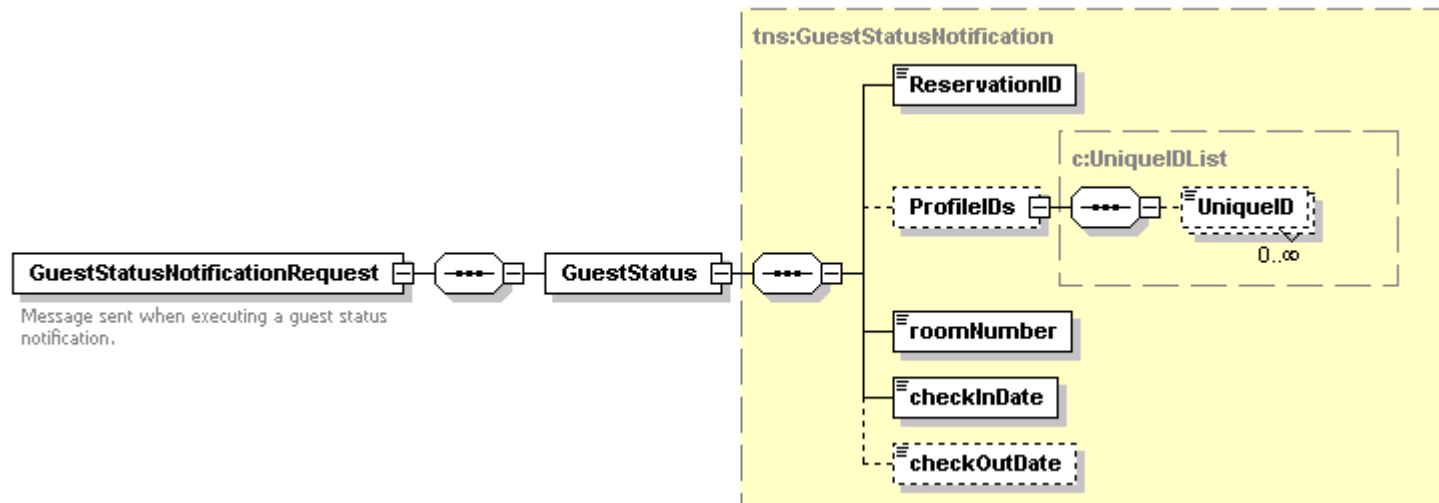 tns:GuestStatusNotification
ReservationID
c:UniqueIDList
ProfileIDs
UniqueID
0..∞
GuestStatusNotificationRequest
GuestStatus
Message sent when executing a guest status
notification.
roomNumber
checkInDate
checkOutDate